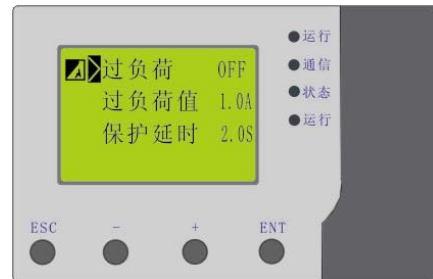 过负荷 OFF
过负荷值 1.0A
保护延时 2.0S
运行
通信
状态
运行
ESC - + ENT